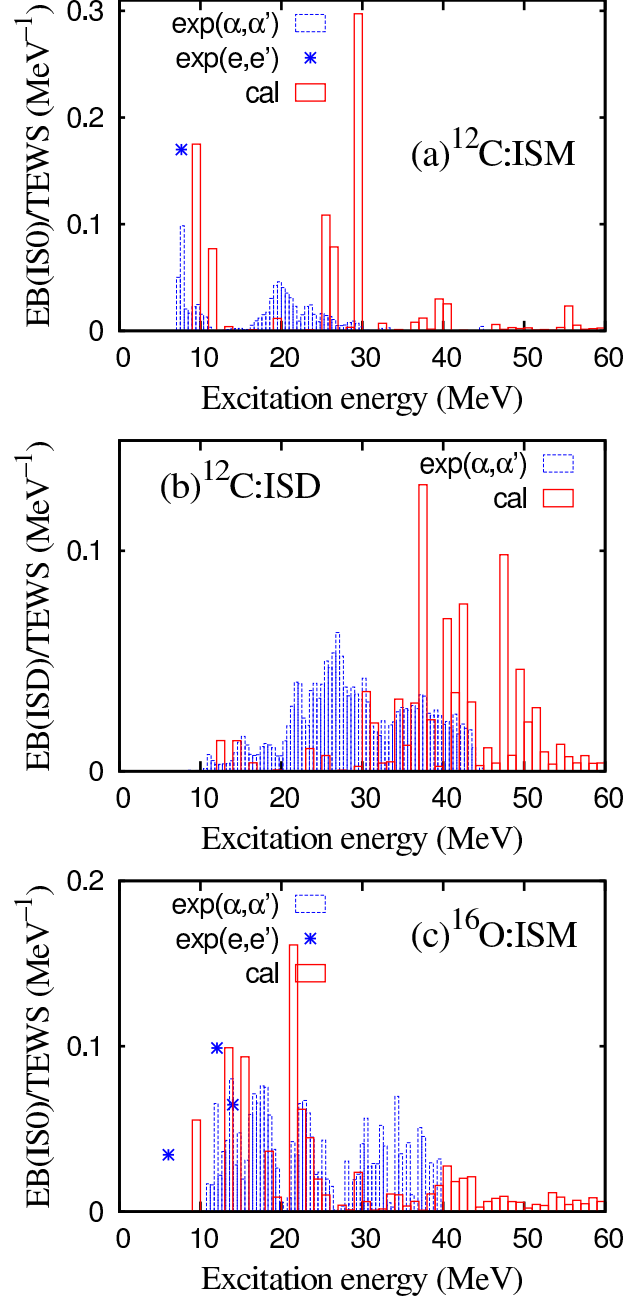 exp(α,α')
exp(e,e')
cal
(a)¹²C:ISM
EB(IS0)/TEWS (MeV⁻¹)
0.3
0.2
0.1
0
0 10 20 30 40 50 60
Excitation energy (MeV)
(b)¹²C:ISD
exp(α,α')
cal
EB(ISD)/TEWS (MeV⁻¹)
0.1
0
0 10 20 30 40 50 60
Excitation energy (MeV)
exp(α,α')
exp(e,e')
cal
(c)¹⁶O:ISM
EB(IS0)/TEWS (MeV⁻¹)
0.2
0.1
0
0 10 20 30 40 50 60
Excitation energy (MeV)